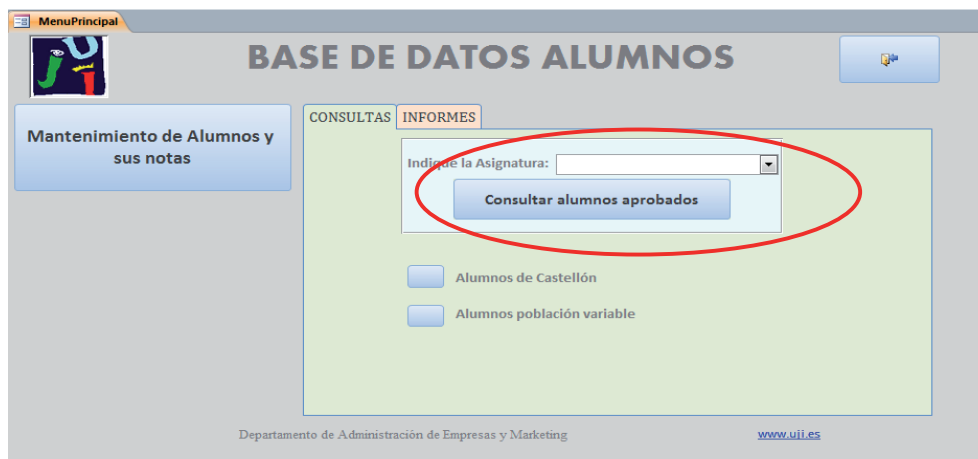 MenuPrincipal
BASE DE DATOS ALUMNOS
Mantenimiento de Alumnos y
sus notas
CONSULTAS INFORMES
Indique la Asignatura:
Consultar alumnos aprobados
Alumnos de Castellón
Alumnos población variable
Departamento de Administración de Empresas y Marketing
www.uji.es